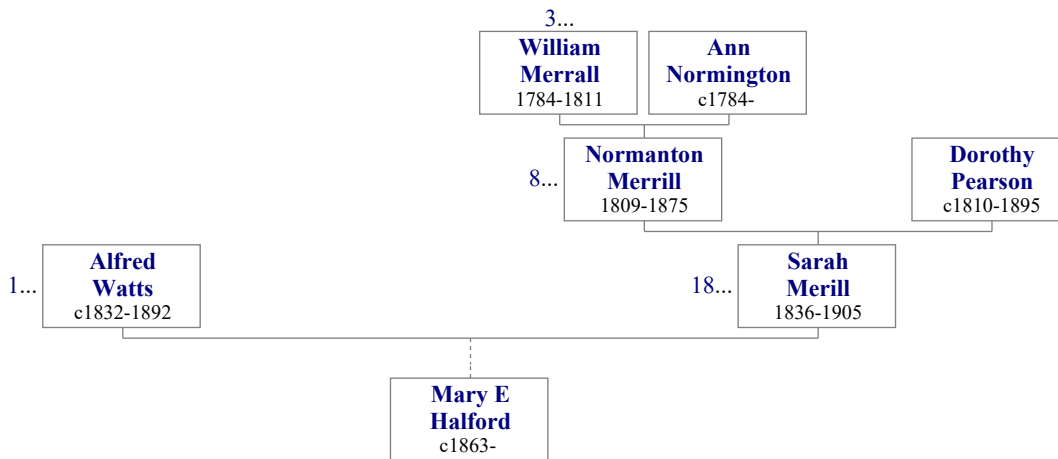 3...
William
Merrall
1784-1811
Ann
Normington
c1784-
8...
Normanton
Merrill
1809-1875
Dorothy
Pearson
c1810-1895
1...
Alfred
Watts
c1832-1892
18...
Sarah
Merill
1836-1905
Mary E
Halford
c1863-